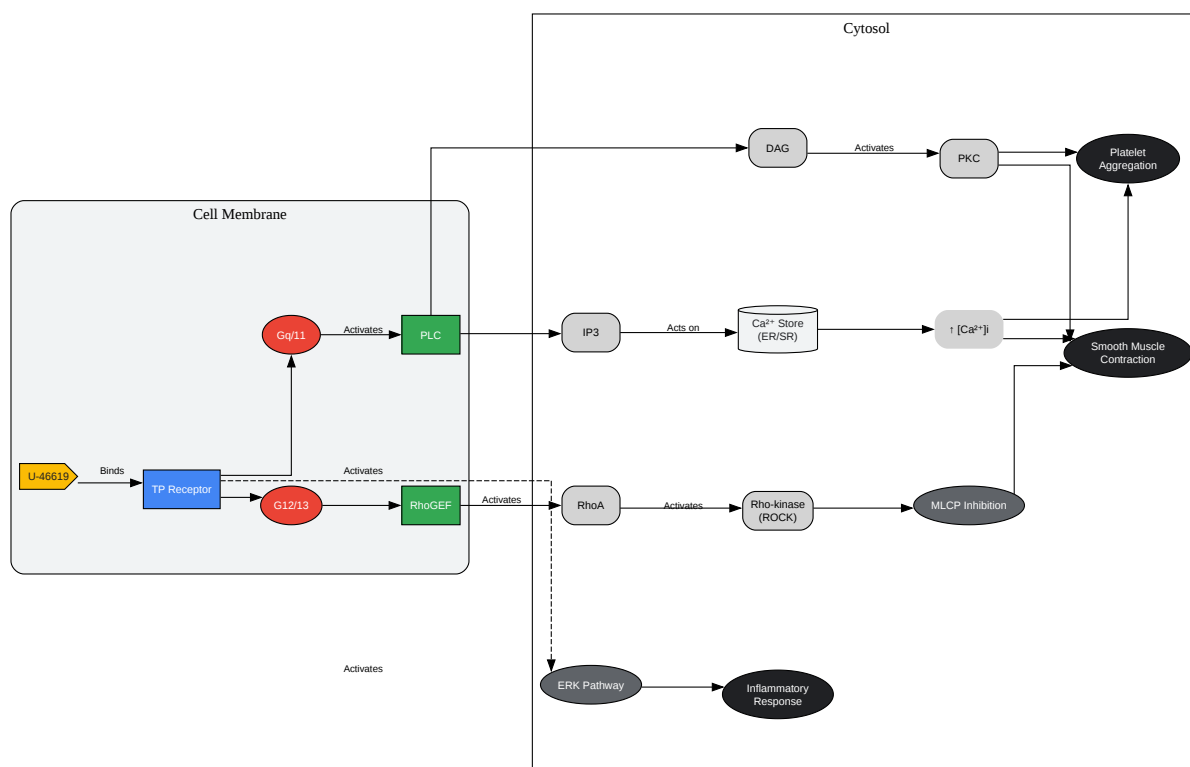 Cytosol
DAG
Activates
PKC
Platelet
Aggregation
Cell Membrane
Gq/11
Activates
PLC
IP3
Acts on
Ca²⁺ Store
(ER/SR)
↑ [Ca²⁺]i
Smooth Muscle
Contraction
U-46619
Binds
TP Receptor
Activates
G12/13
RhoGEF
Activates
RhoA
Activates
Rho-kinase
(ROCK)
MLCP Inhibition
Activates
ERK Pathway
Inflammatory
Response